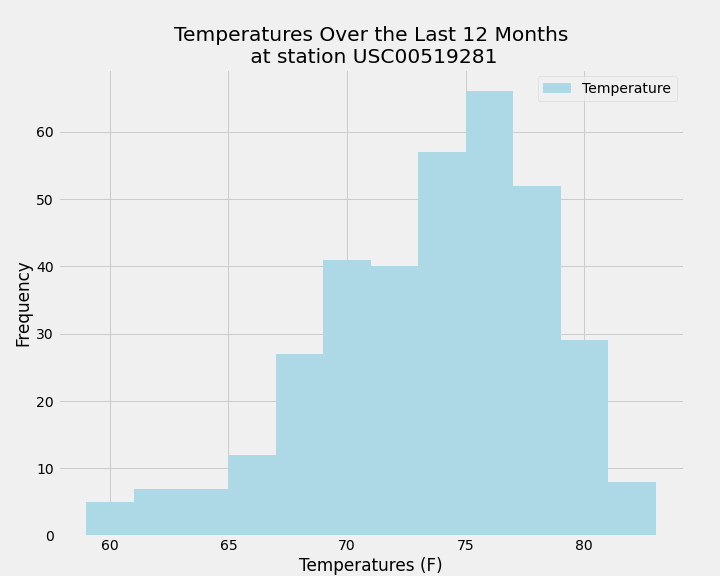 Temperatures Over the Last 12 Months
at station USC00519281
Temperature
Frequency
60
50
40
30
20
10
0
60 65 70 75 80
Temperatures (F)